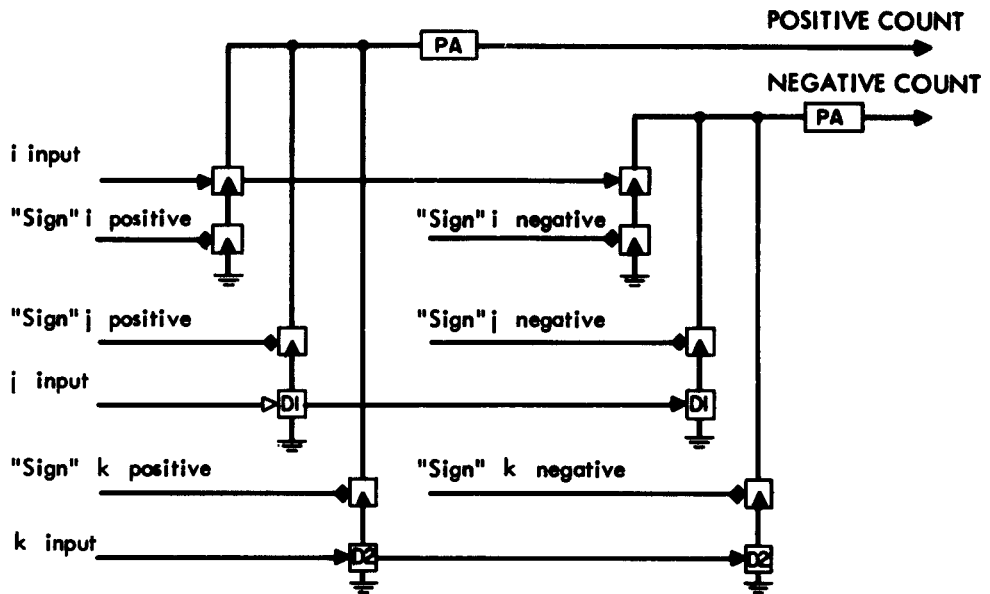 POSITIVE COUNT
PA
NEGATIVE COUNT
PA
i input
"Sign" i positive
"Sign" i negative
"Sign" j positive
"Sign" j negative
j input
D1
D1
"Sign" k positive
"Sign" k negative
k input
D2
D2